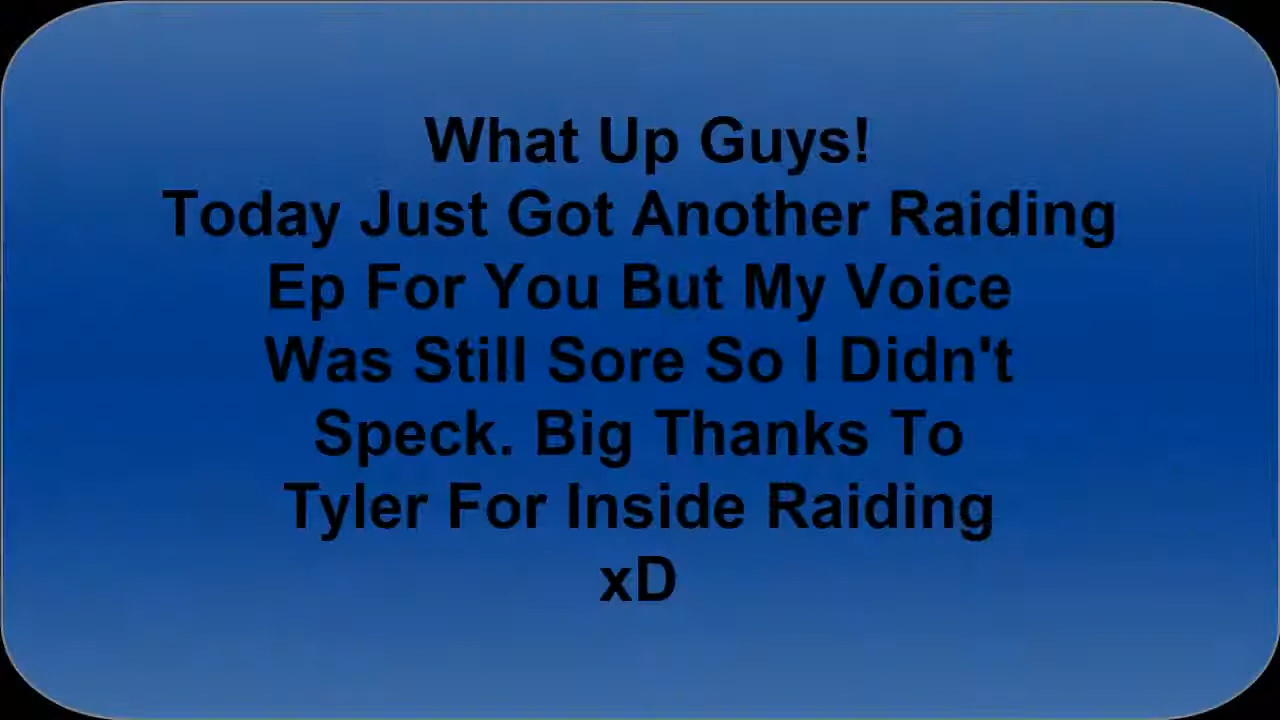 What Up Guys!
Today Just Got Another Raiding
Ep For You But My Voice
Was Still Sore So I Didn't
Speck. Big Thanks To
Tyler For Inside Raiding
xD